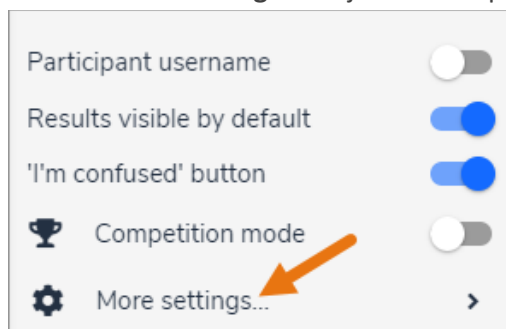 Participant username
Results visible by default
'I'm confused' button
Competition mode
More settings...